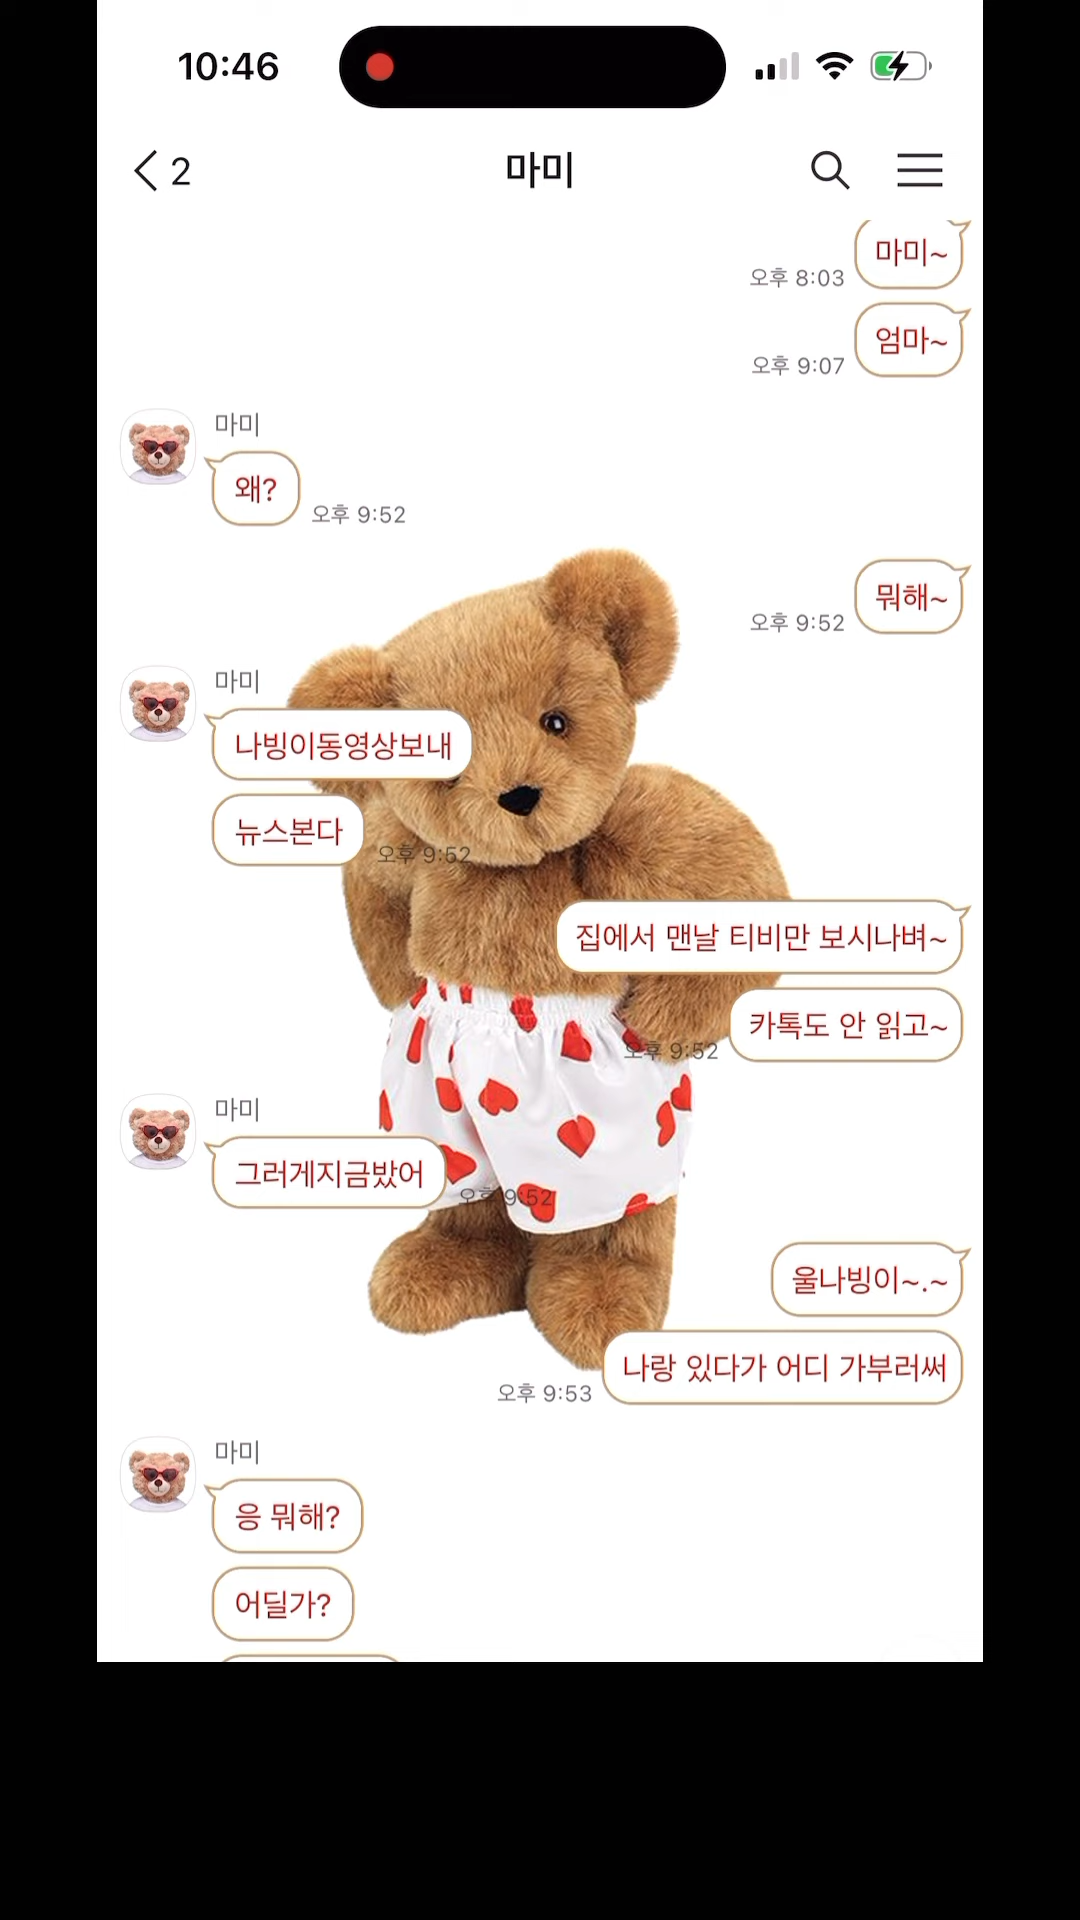 10:46
2
마미
마미~
오후 8:03
엄마~
오후 9:07
마미
왜?
오후 9:52
뭐해~
오후 9:52
마미
나빙이동영상보내
뉴스본다
오후 9:52
집에서 맨날 티비만 보시나벼~
카톡도 안 읽고~
오후 9:52
마미
그러게지금밨어
오후 9:52
울나빙이~.~
나랑 있다가 어디 가부러써
오후 9:53
마미
응 뭐해?
어딜가?